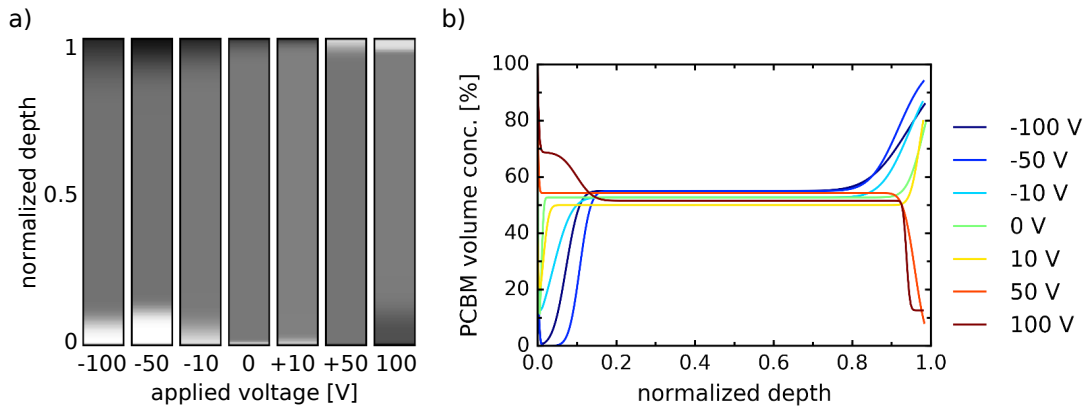 a)
normalized depth
1
0.5
0
-100 -50 -10 0 +10 +50 100
applied voltage [V]
b)
PCBM volume conc. [%]
100
80
60
40
20
0
0.0 0.2 0.4 0.6 0.8 1.0
normalized depth
-100 V
-50 V
-10 V
0 V
10 V
50 V
100 V